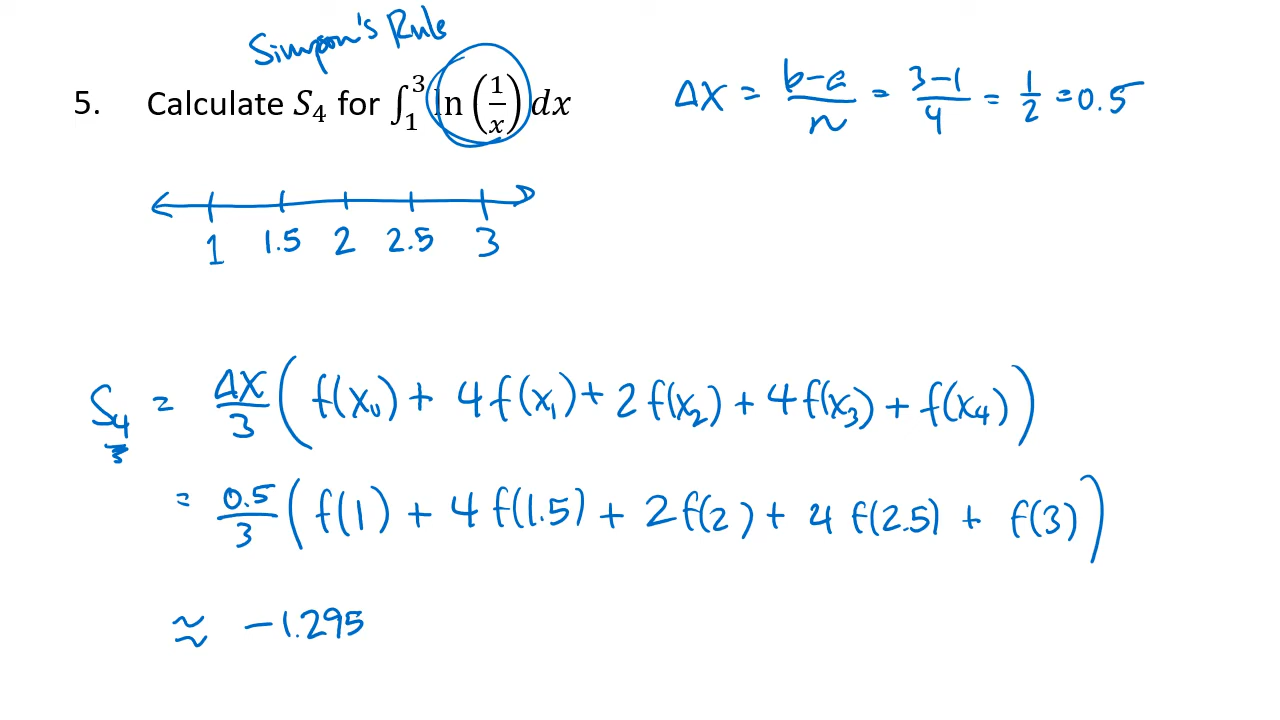 Simpson's Rule
5. Calculate S₄ for ∫₁³ ln(1/x) dx
Δx = (b-a)/n = (3-1)/4 = 1/2 = 0.5
1 1.5 2 2.5 3
S₄ = Δx/3 ( f(x₀) + 4f(x₁) + 2f(x₂) + 4f(x₃) + f(x₄) )
= 0.5/3 ( f(1) + 4f(1.5) + 2f(2) + 4f(2.5) + f(3) )
≈ -1.295